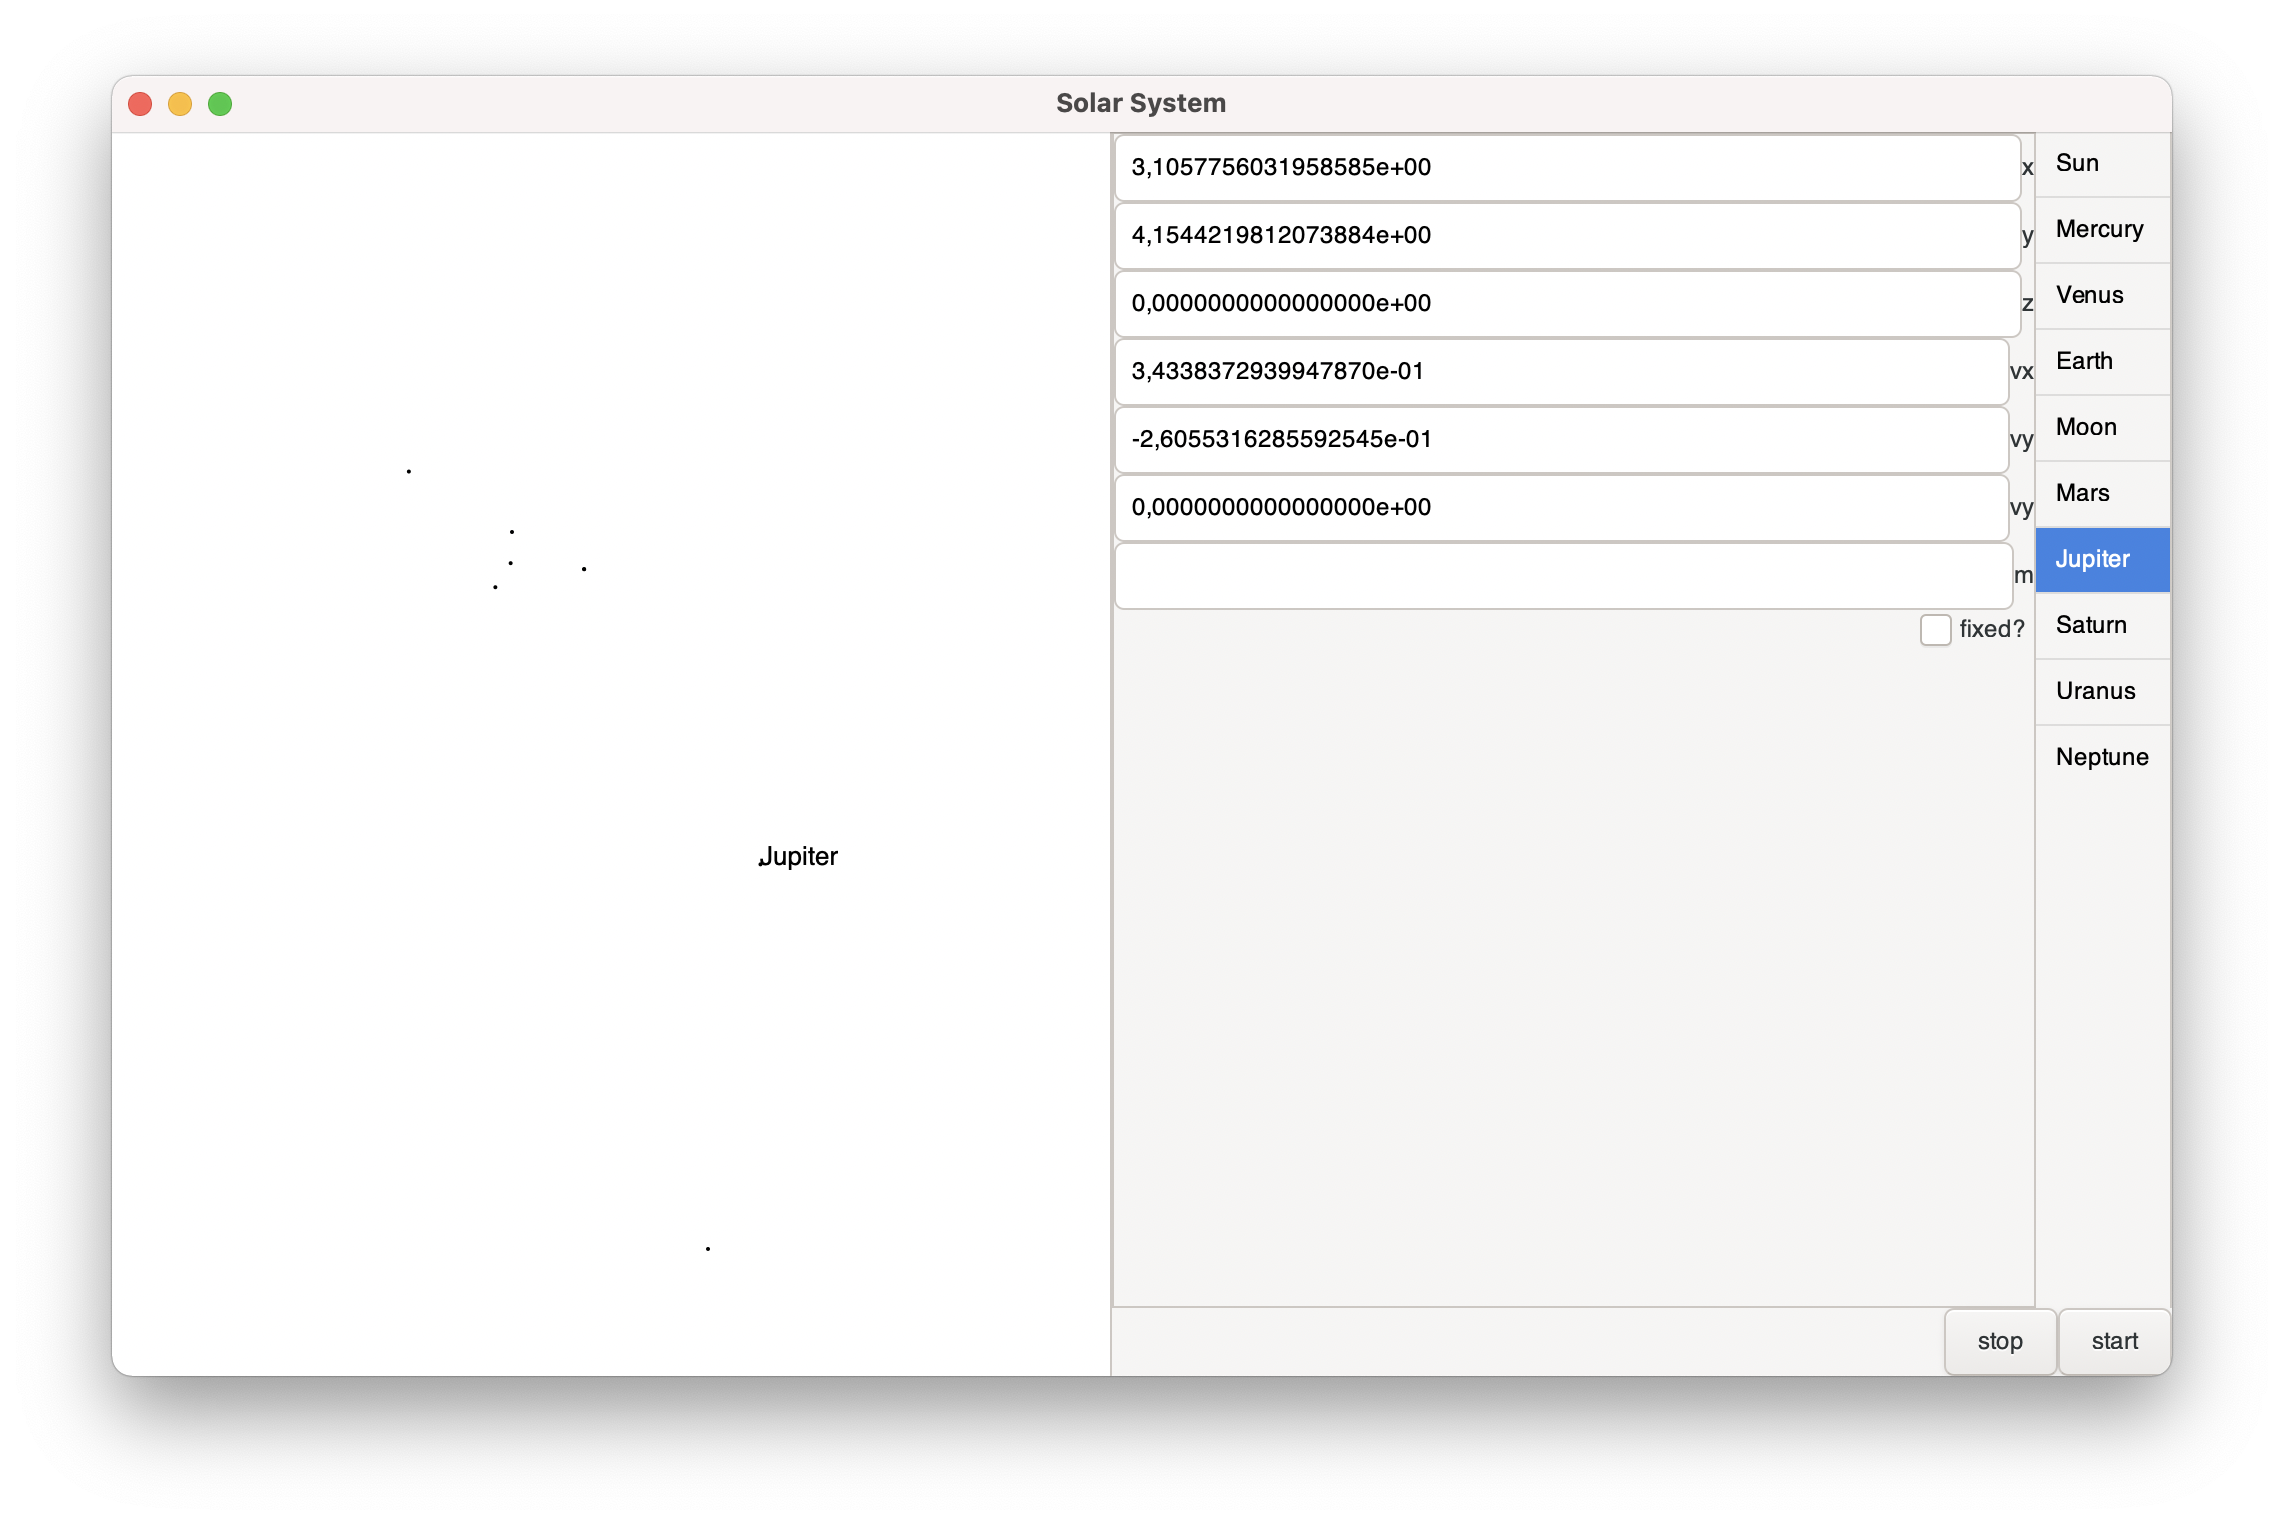 Solar System
3,1057756031958585e+00 x
4,1544219812073884e+00 y
0,0000000000000000e+00 z
3,4338372939947870e-01 vx
-2,6055316285592545e-01 vy
0,0000000000000000e+00 vy
m
fixed?
Sun
Mercury
Venus
Earth
Moon
Mars
Jupiter
Saturn
Uranus
Neptune
Jupiter
stop start